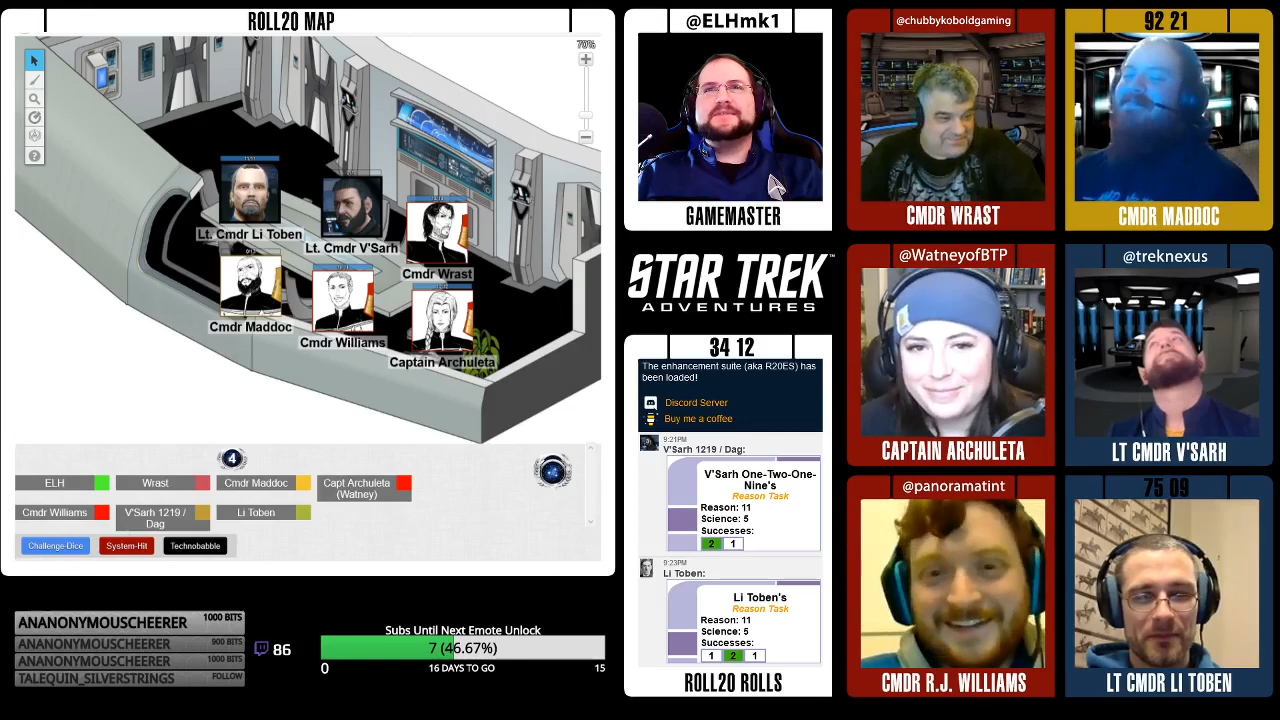 ROLL20 MAP
70%
11/11
Lt. Cmdr Li Toben
Lt. Cmdr V'Sarh
Cmdr Wrast
Cmdr Maddoc
Cmdr Williams
Captain Archuleta
4
ELH
Wrast
Cmdr Maddoc
Capt Archuleta
(Watney)
Cmdr Williams
V'Sarh 1219 /
Dag
Li Toben
Challenge-Dice
System-Hit
Technobabble
ANANONYMOUSCHEERER 1000 BITS
ANANONYMOUSCHEERER 900 BITS
ANANONYMOUSCHEERER 1000 BITS
TALEQUIN_SILVERSTRINGS FOLLOW
86
Subs Until Next Emote Unlock
7 (46.67%)
0 16 DAYS TO GO 15
@ELHmk1
GAMEMASTER
STAR TREK™
ADVENTURES
34 12
The enhancement suite (aka R20ES) has
been loaded!
Discord Server
Buy me a coffee
9:21PM
V'Sarh 1219 / Dag:
V'Sarh One-Two-One-
Nine's
Reason Task
Reason: 11
Science: 5
Successes:
2 1
9:23PM
Li Toben:
Li Toben's
Reason Task
Reason: 11
Science: 5
Successes:
1 2 1
ROLL20 ROLLS
@chubbykoboldgaming
CMDR WRAST
92 21
CMDR MADDOC
@WatneyofBTP
CAPTAIN ARCHULETA
@treknexus
LT CMDR V'SARH
@panoramatint
CMDR R.J. WILLIAMS
75 09
LT CMDR LI TOBEN